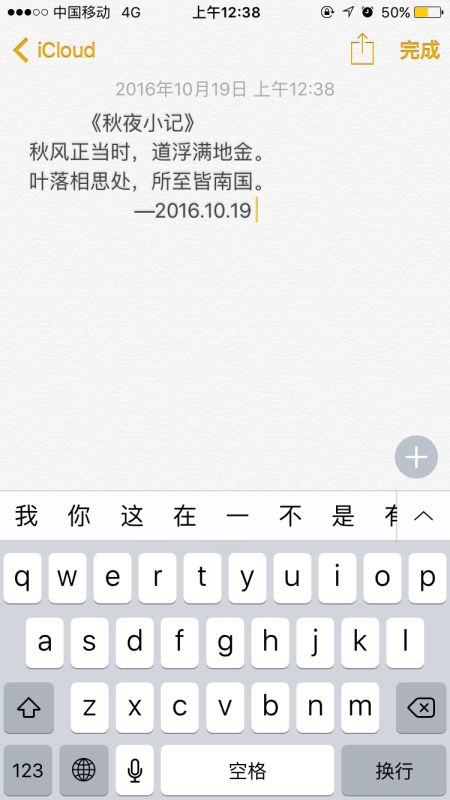 中国移动 4G 上午12:38 50%
iCloud 完成
2016年10月19日 上午12:38
《秋夜小记》
秋风正当时，道浮满地金。
叶落相思处，所至皆南国。
—2016.10.19
我 你 这 在 一 不 是 有
q w e r t y u i o p
a s d f g h j k l
z x c v b n m
123 空格 换行